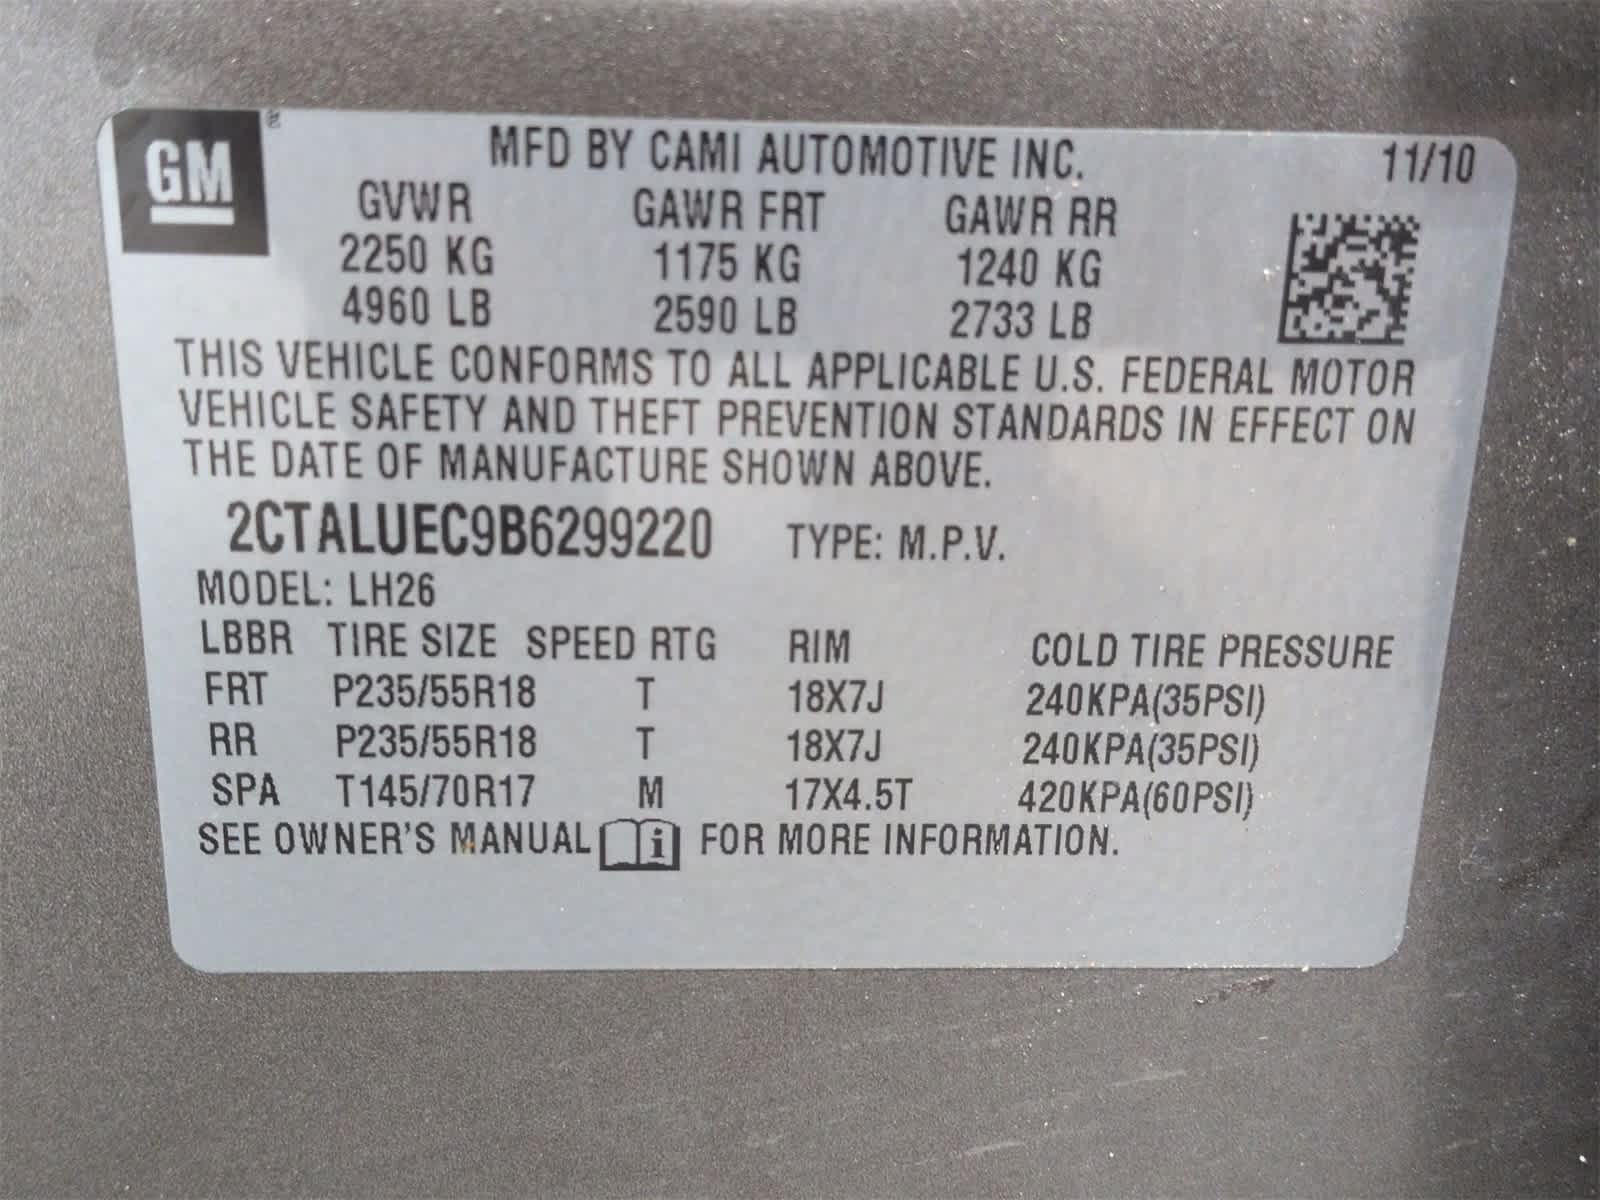 GM
MFD BY CAMI AUTOMOTIVE INC. 11/10
GVWR GAWR FRT GAWR RR
2250 KG 1175 KG 1240 KG
4960 LB 2590 LB 2733 LB
THIS VEHICLE CONFORMS TO ALL APPLICABLE U.S. FEDERAL MOTOR
VEHICLE SAFETY AND THEFT PREVENTION STANDARDS IN EFFECT ON
THE DATE OF MANUFACTURE SHOWN ABOVE.
2CTALUEC9B6299220 TYPE: M.P.V.
MODEL: LH26
LBBR TIRE SIZE SPEED RTG RIM COLD TIRE PRESSURE
FRT P235/55R18 T 18X7J 240KPA(35PSI)
RR P235/55R18 T 18X7J 240KPA(35PSI)
SPA T145/70R17 M 17X4.5T 420KPA(60PSI)
SEE OWNER'S MANUAL i FOR MORE INFORMATION.